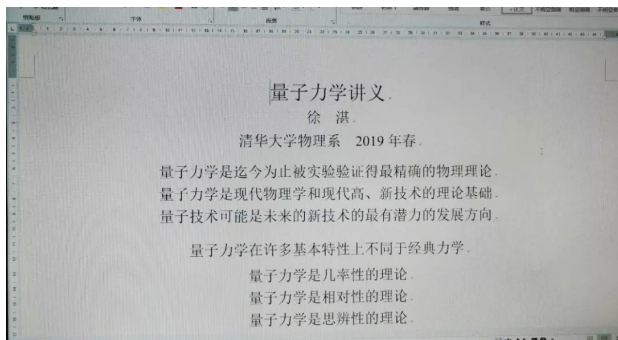 字体
段落
样式
量子力学讲义
徐 湛
清华大学物理系 2019 年春
量子力学是迄今为止被实验验证得最精确的物理理论
量子力学是现代物理学和现代高、新技术的理论基础
量子技术可能是未来的新技术的最有潜力的发展方向
量子力学在许多基本特性上不同于经典力学
量子力学是几率性的理论
量子力学是相对性的理论
量子力学是思辨性的理论